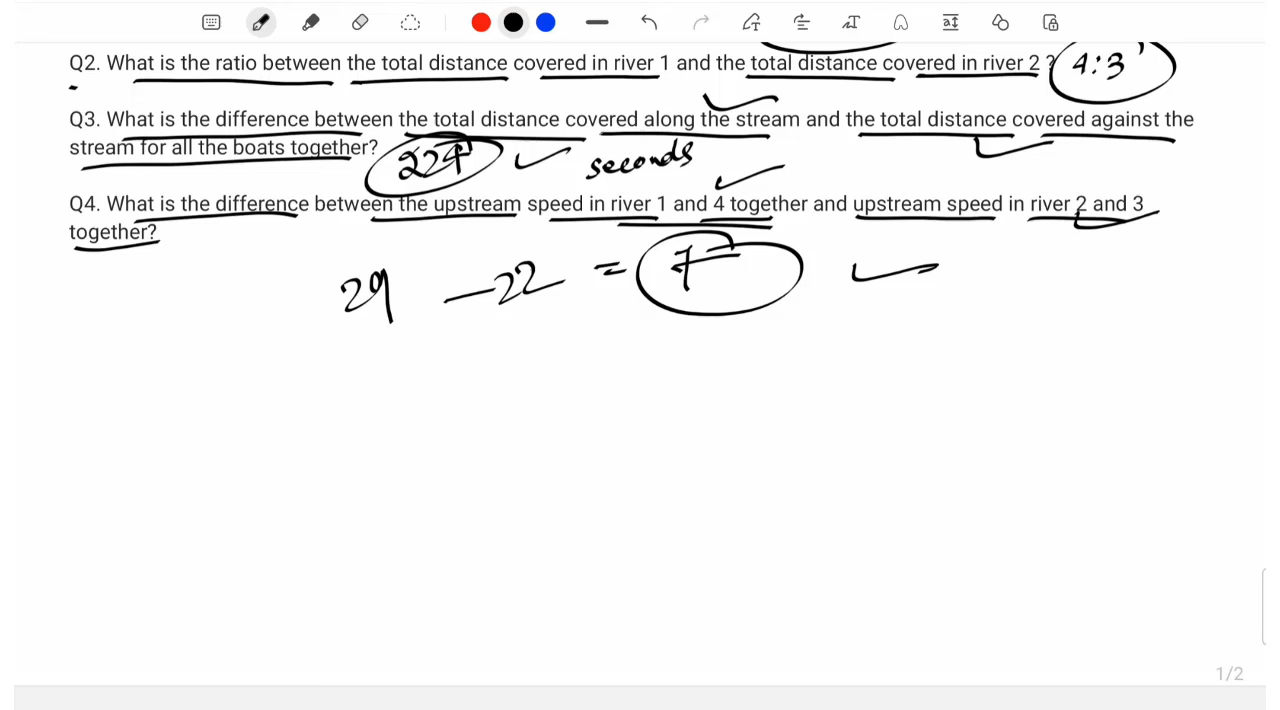 Q2. What is the ratio between the total distance covered in river 1 and the total distance covered in river 2 ? 4:3
Q3. What is the difference between the total distance covered along the stream and the total distance covered against the
stream for all the boats together? 224 seconds
Q4. What is the difference between the upstream speed in river 1 and 4 together and upstream speed in river 2 and 3
together?
29 - 22 = 7
1/2